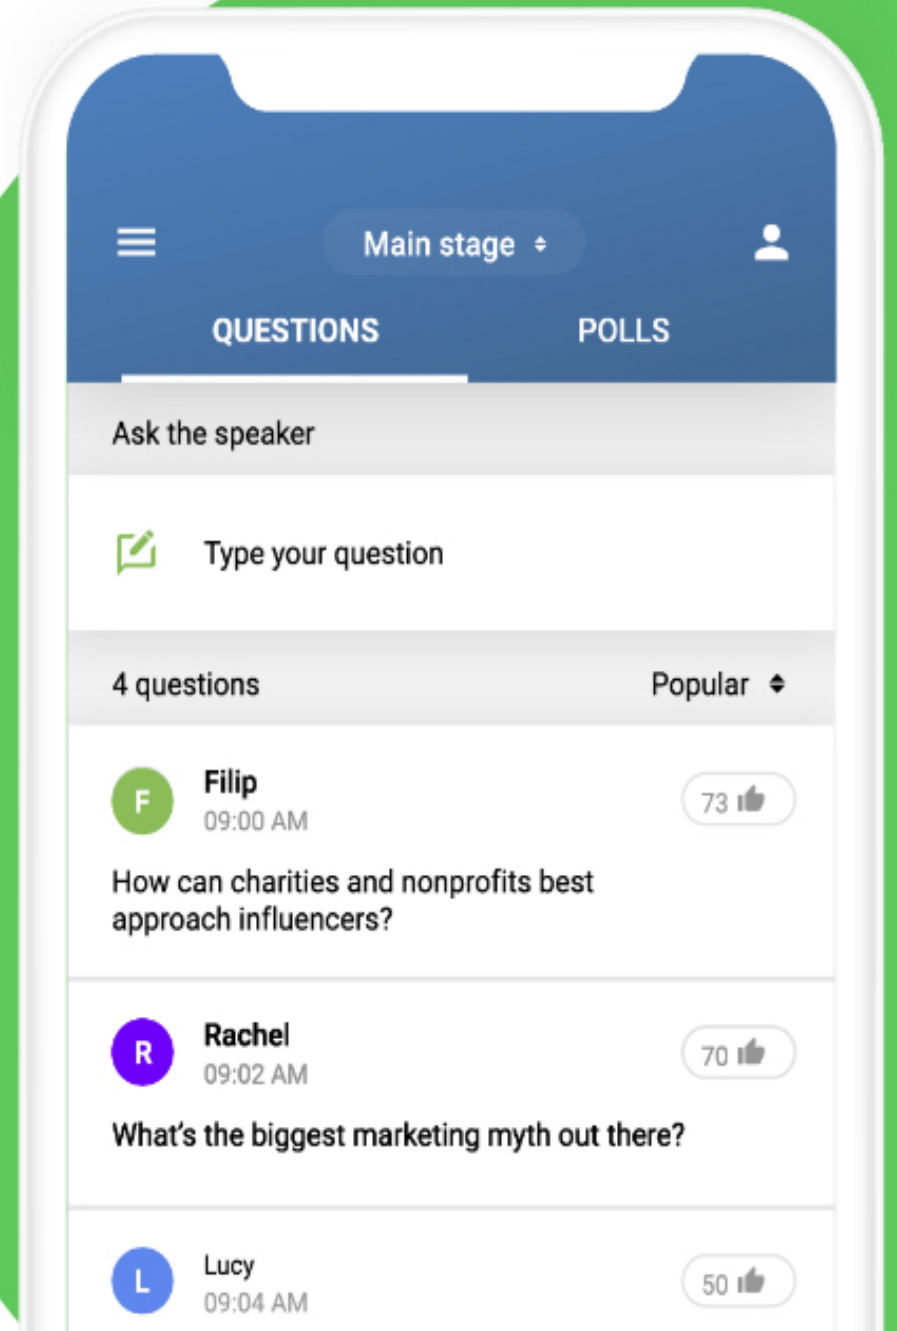 Main stage
QUESTIONS POLLS
Ask the speaker
Type your question
4 questions Popular
F Filip
09:00 AM
73
How can charities and nonprofits best
approach influencers?
R Rachel
09:02 AM
70
What's the biggest marketing myth out there?
L Lucy
09:04 AM
50